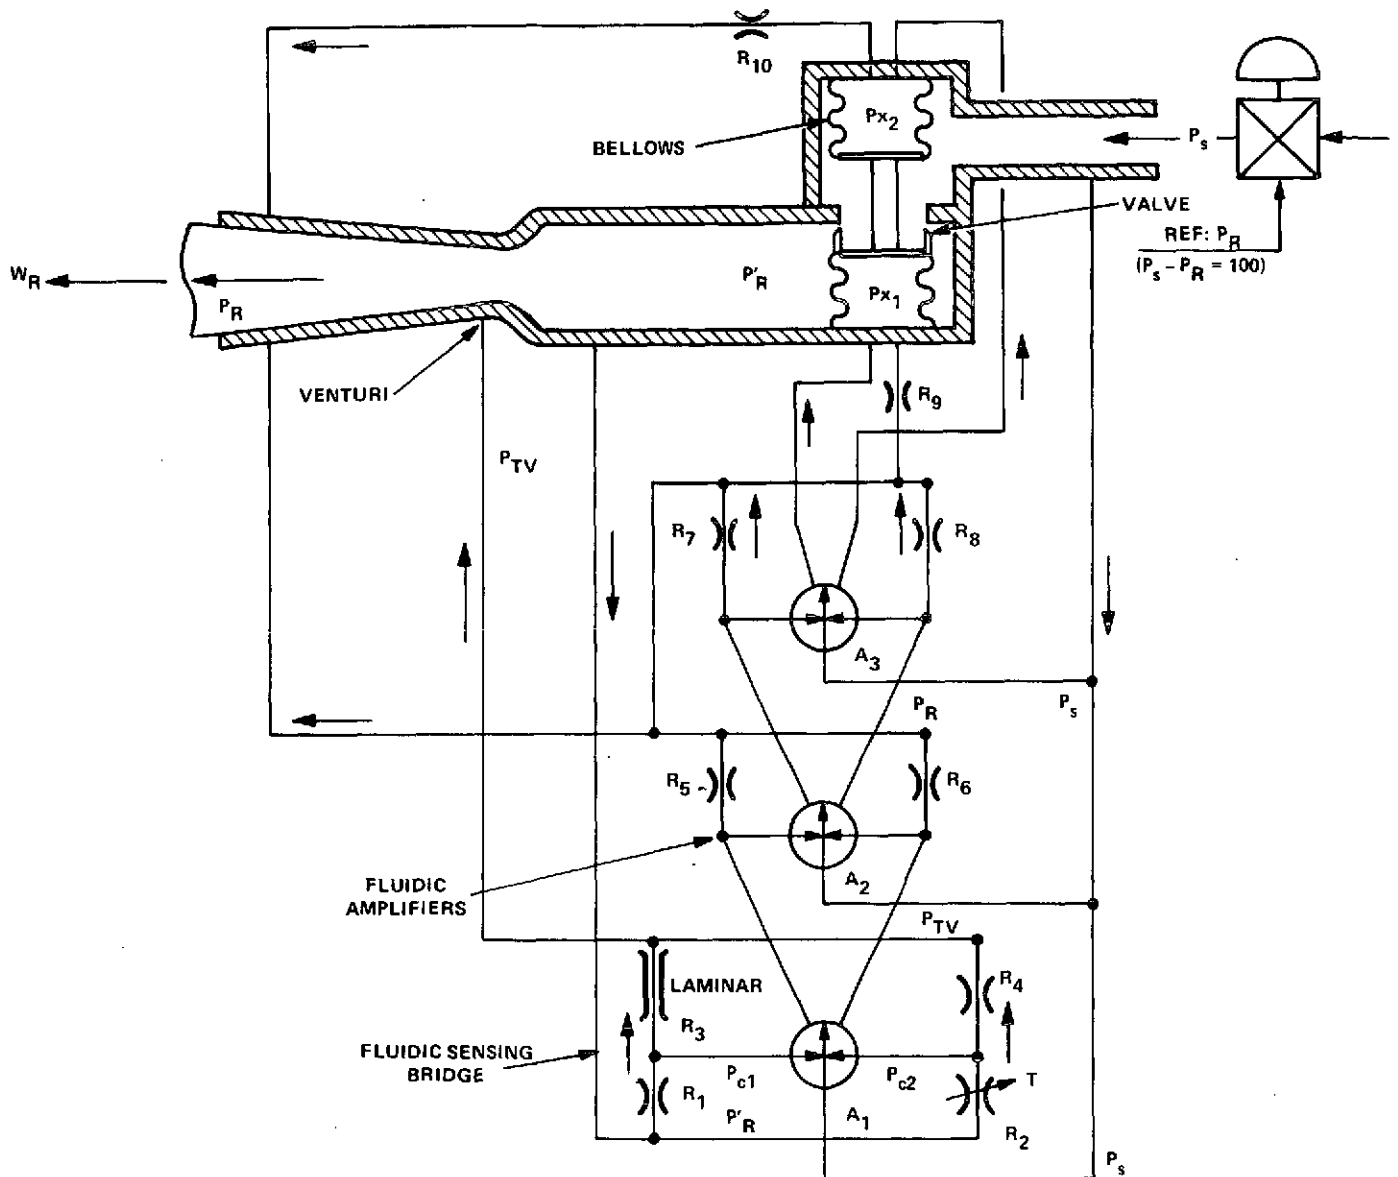 R10
Px2
BELLOWS
Ps
VALVE
REF: PR
(Ps – PR = 100)
WR
PR
P'R
Px1
VENTURI
R9
PTV
R7
R8
A3
PR
Ps
R5
R6
FLUIDIC
AMPLIFIERS
A2
PTV
LAMINAR
R4
R3
FLUIDIC SENSING
BRIDGE
Pc1
Pc2
T
R1
P'R
A1
R2
Ps